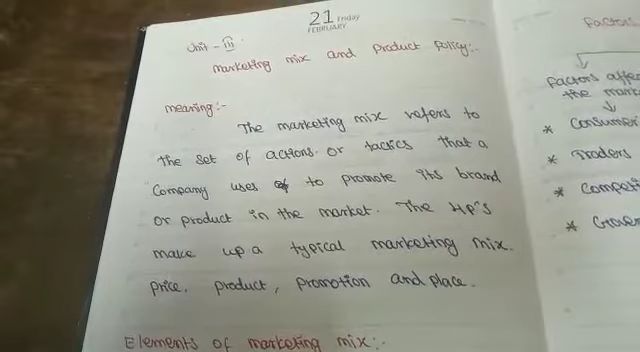 21 Friday
FEBRUARY
Unit - III
marketing mix and product policy:-
meaning:-
The marketing mix refers to
the set of actions or tactics that a
Company uses to promote its brand
or product in the market. The 4P's
make up a typical marketing mix.
price, product, promotion and place.
Elements of marketing mix:-
Factors
Factors affe
the mark
* Consumer
* Traders
* Competi
* Gover